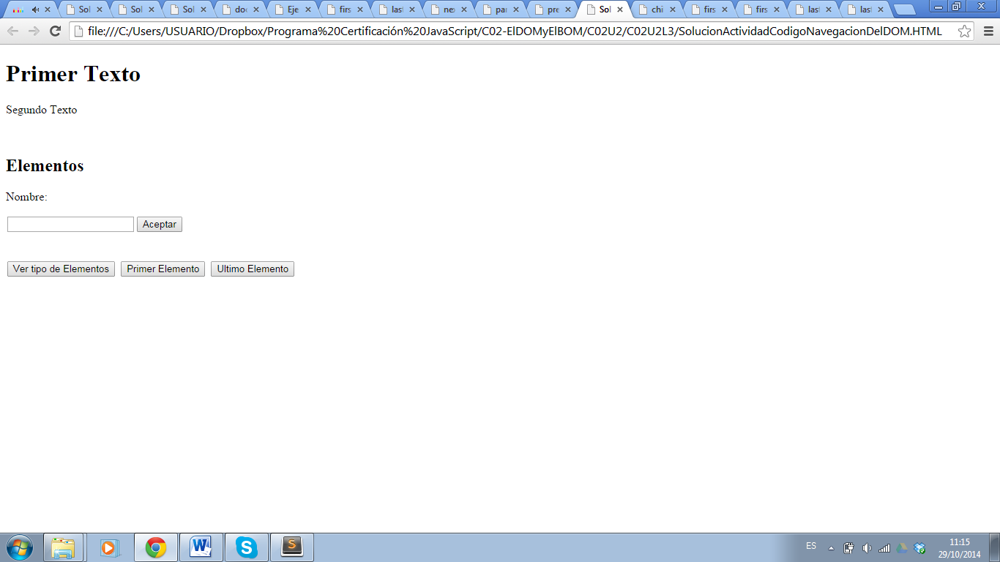 Sol Sol Sol doc Eje firs last nex par pre Sol chi firs firs last last
file:///C:/Users/USUARIO/Dropbox/Programa%20Certificación%20JavaScript/C02-ElDOMyElBOM/C02U2/C02U2L3/SolucionActividadCodigoNavegacionDelDOM.HTML
Primer Texto
Segundo Texto
Elementos
Nombre:
Aceptar
Ver tipo de Elementos Primer Elemento Ultimo Elemento
ES 11:15
29/10/2014